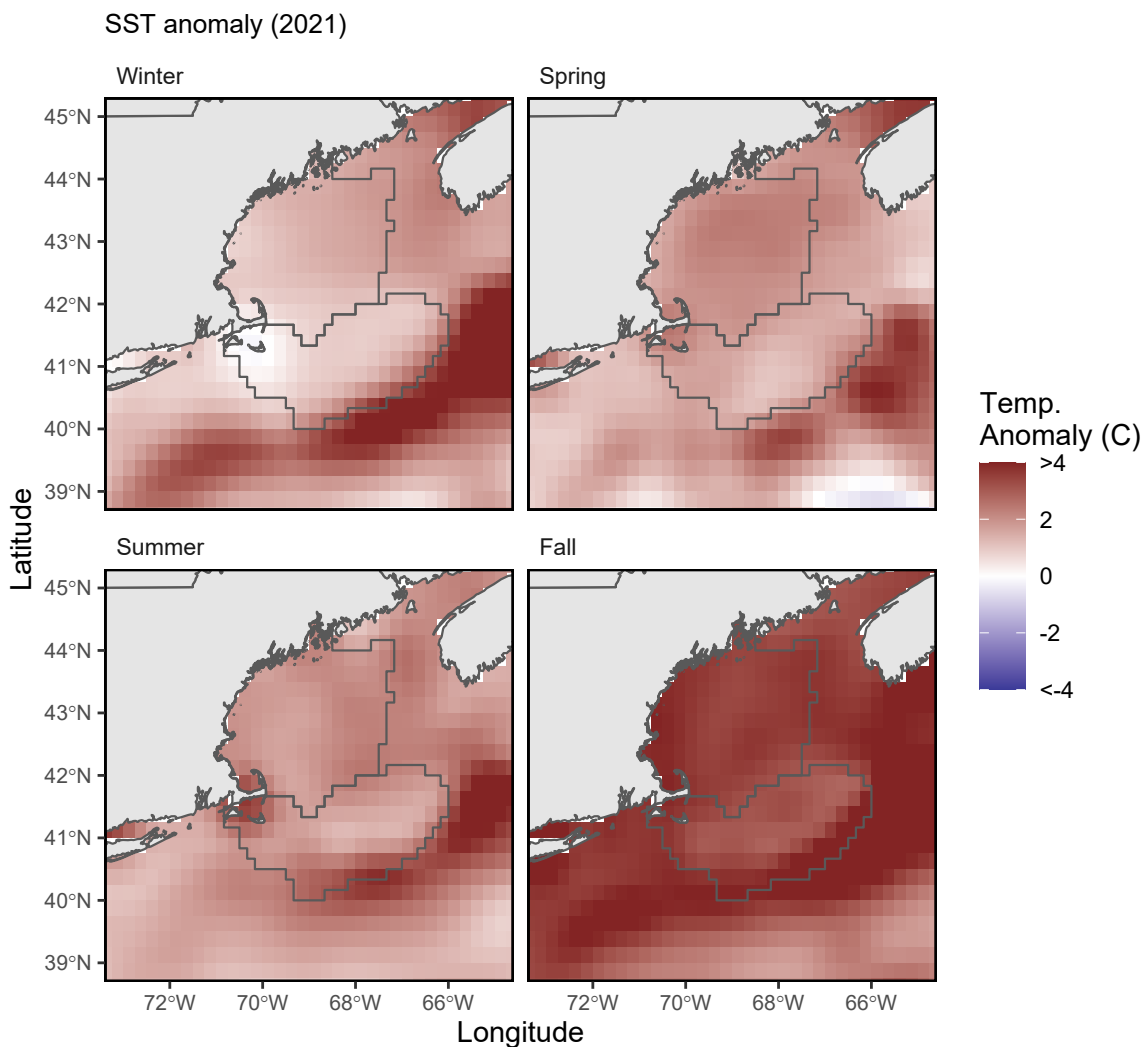 SST anomaly (2021)
Winter
Spring
45°N
44°N
43°N
42°N
41°N
40°N
39°N
Summer
Fall
45°N
44°N
43°N
42°N
41°N
40°N
39°N
72°W
70°W
68°W
66°W
72°W
70°W
68°W
66°W
Longitude
Latitude
Temp.
Anomaly (C)
>4
2
0
-2
<-4